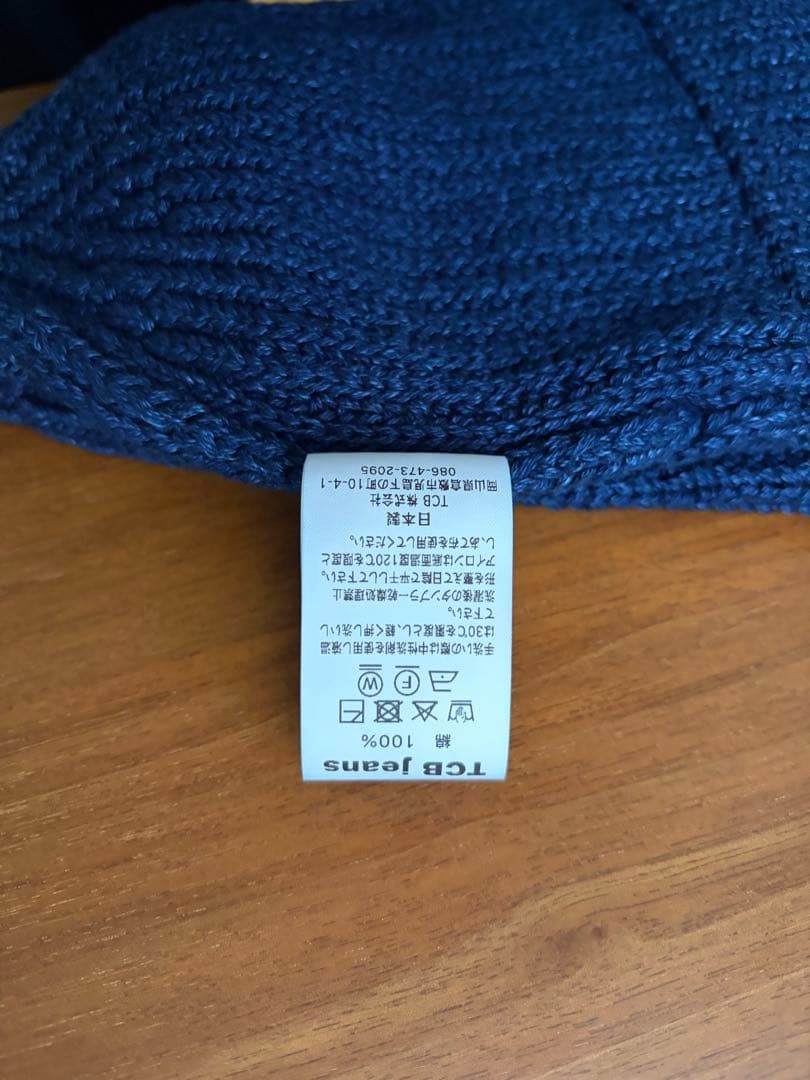 TCB jeans
綿 100%
W F
手洗いの際は中性洗剤を使用し液温
は30℃を限度とし、軽く押し洗いし
て下さい。
洗濯後のタンブラー乾燥処理禁止
形を整えて日陰で平干しして下さい。
アイロンは底面温度120℃を限度と
し、あて布を使用してください。
日本製
TCB 株式会社
岡山県倉敷市児島下の町10-4-1
086-473-2095